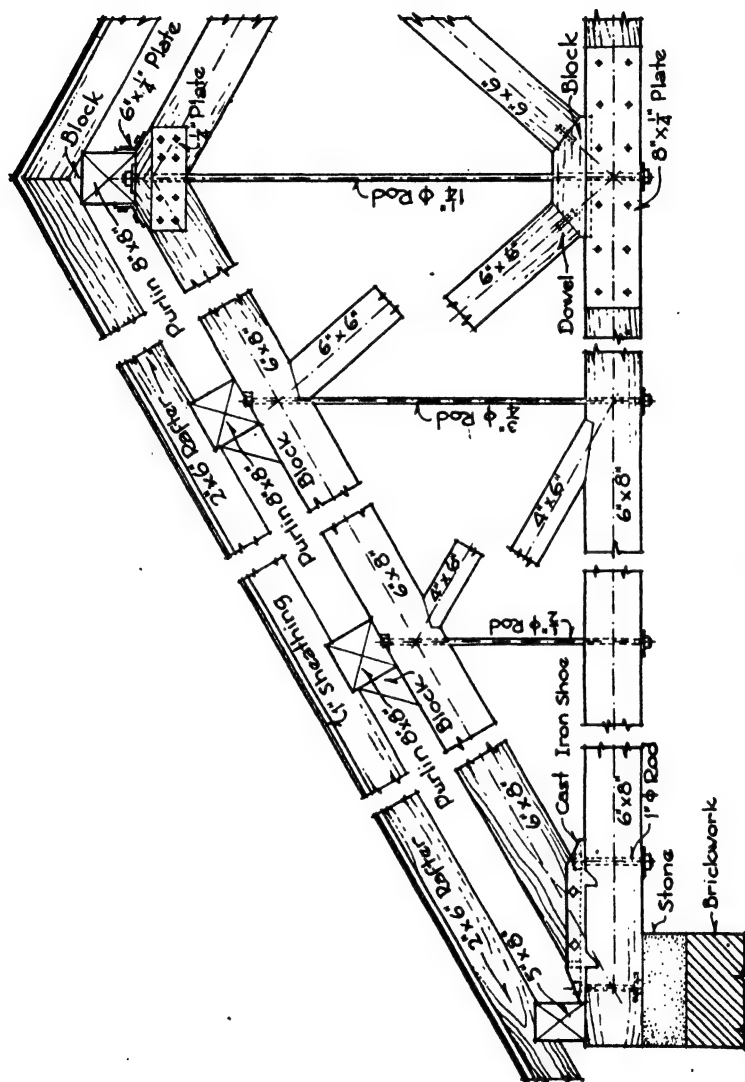 Block
6"x¼" Plate
¼" Plate
Purlin 8"x8"
1¼" ϕ Rod
6"x6"
Block
8"x¼" Plate
6"x6"
Dowel
6"x8"
6"x6"
2"x6" Rafter
Purlin 8"x8"
Block
¾" ϕ Rod
4"x6"
6"x8"
1" Sheathing
6"x8"
4"x6"
Purlin 8"x8"
Block
ϕ Rod
Cast Iron Shoe
6"x8"
6"x8"
1" ϕ Rod
2"x6" Rafter
5"x8"
Stone
Brickwork